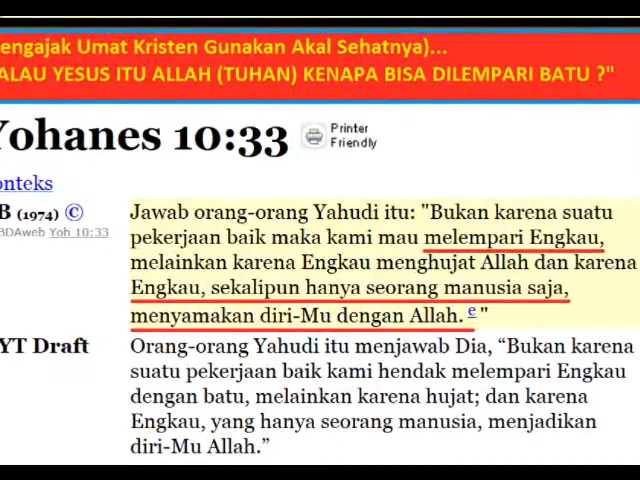 engajak Umat Kristen Gunakan Akal Sehatnya)...
ALAU YESUS ITU ALLAH (TUHAN) KENAPA BISA DILEMPARI BATU ?"
Yohanes 10:33
Printer
Friendly
onteks
B (1974) ©
BDAweb Yoh 10:33
Jawab orang-orang Yahudi itu: "Bukan karena suatu
pekerjaan baik maka kami mau melempari Engkau,
melainkan karena Engkau menghujat Allah dan karena
Engkau, sekalipun hanya seorang manusia saja,
menyamakan diri-Mu dengan Allah. e "
YT Draft
Orang-orang Yahudi itu menjawab Dia, “Bukan karena
suatu pekerjaan baik kami hendak melempari Engkau
dengan batu, melainkan karena hujat; dan karena
Engkau, yang hanya seorang manusia, menjadikan
diri-Mu Allah.”